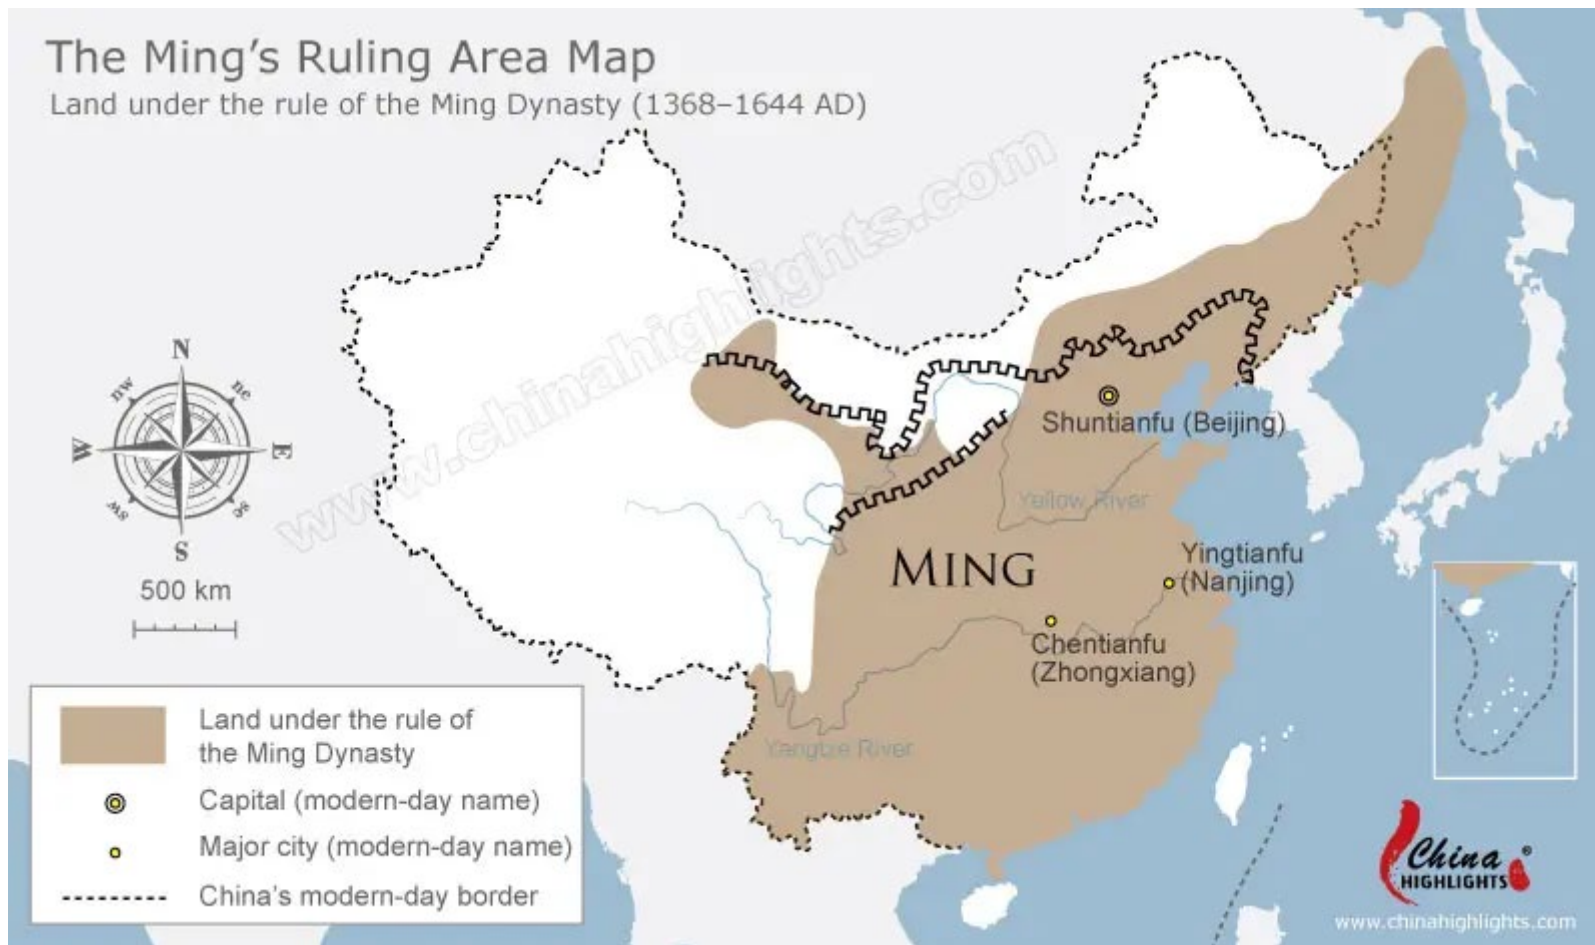 The Ming's Ruling Area Map
Land under the rule of the Ming Dynasty (1368–1644 AD)
www.chinahighlights.com
N
nw
ne
W
E
sw
se
S
500 km
Shuntianfu (Beijing)
Yellow River
MING
Yingtianfu
(Nanjing)
Chentianfu
(Zhongxiang)
Yangtze River
Land under the rule of
the Ming Dynasty
Capital (modern-day name)
Major city (modern-day name)
China's modern-day border
China ®
HIGHLIGHTS
www.chinahighlights.com